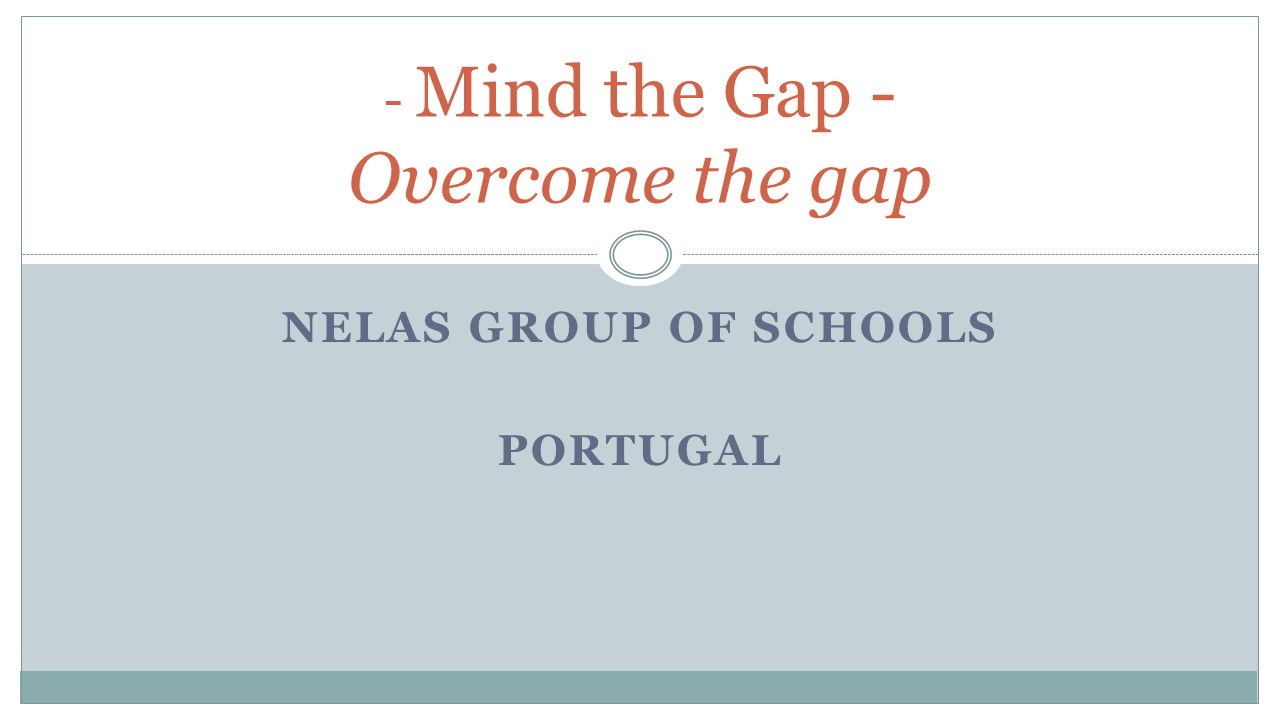 - Mind the Gap -
Overcome the gap
NELAS GROUP OF SCHOOLS
PORTUGAL